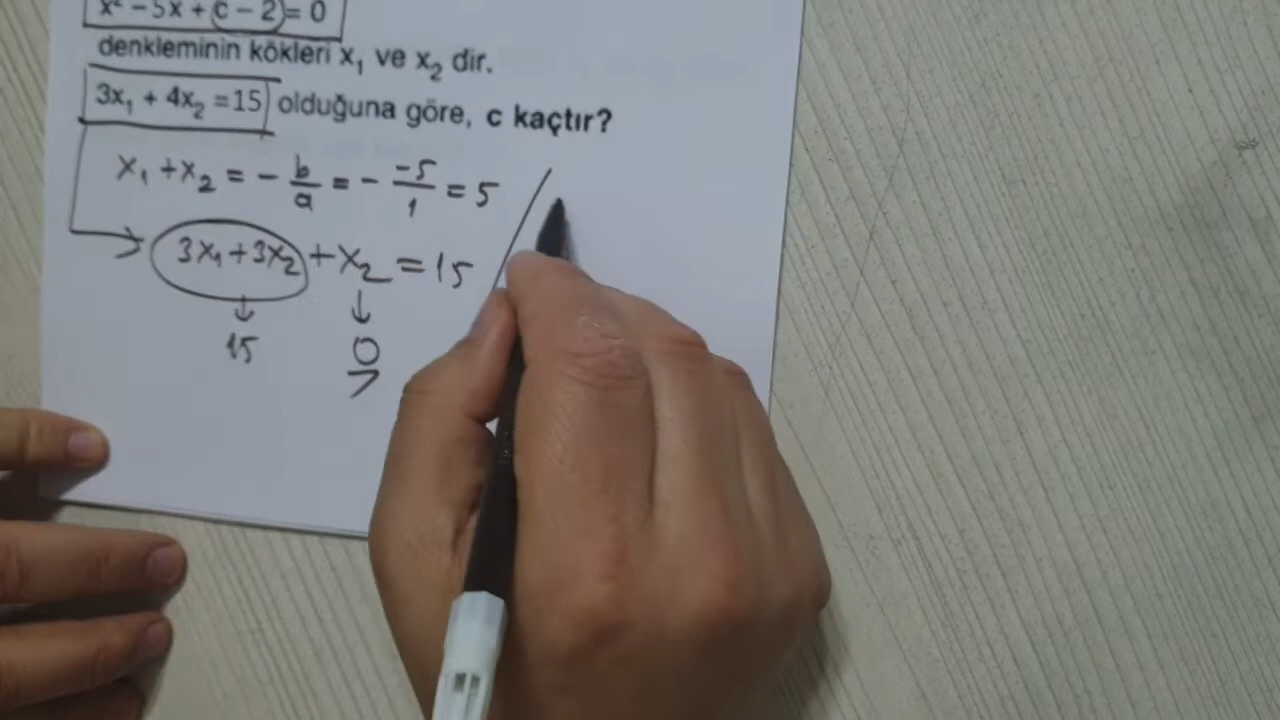 x² - 5x + c - 2 = 0
denkleminin kökleri x₁ ve x₂ dir.
3x₁ + 4x₂ = 15 olduğuna göre, c kaçtır?
x₁ + x₂ = - b/a = - -5/1 = 5
3x₁ + 3x₂ + x₂ = 15
↓ ↓
15 0